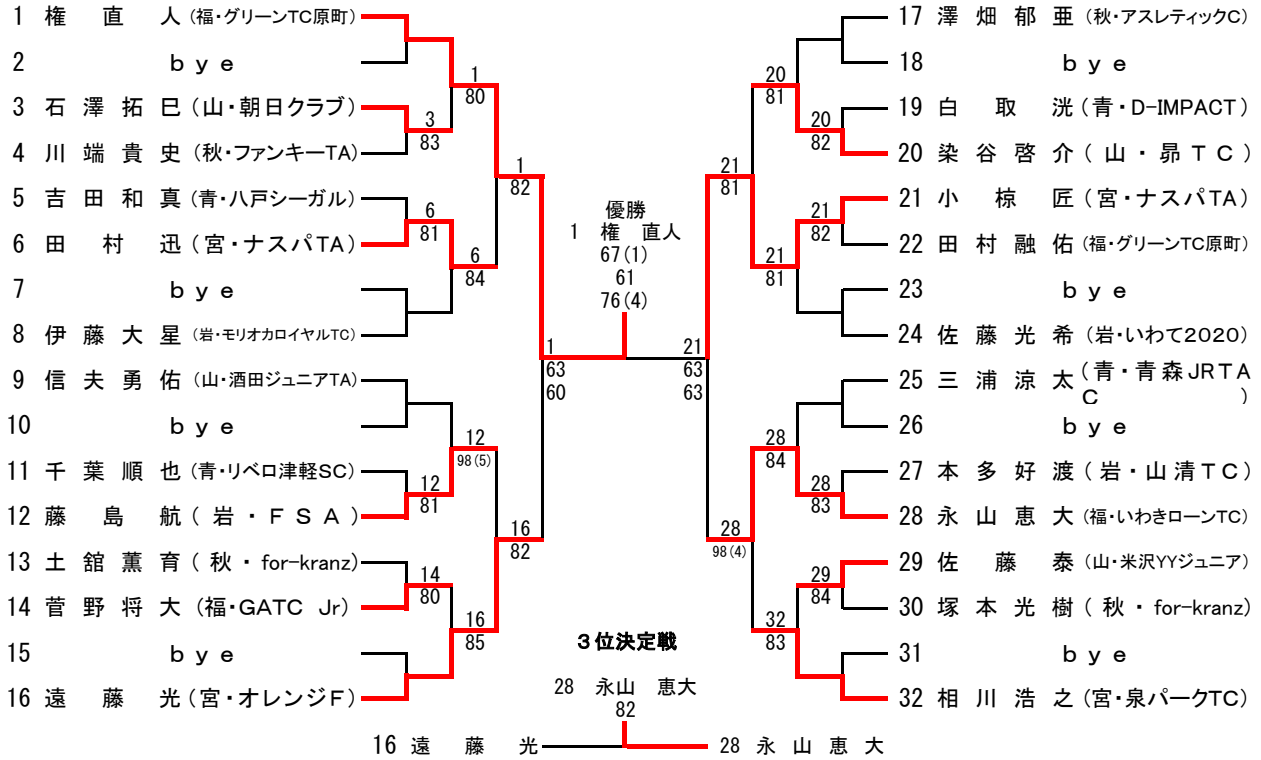 1 権 直 人 (福・グリーンTC原町)
2 bye
3 石 澤 拓 巳 (山・朝日クラブ)
4 川 端 貴 史 (秋・ファンキーTA)
5 吉 田 和 真 (青・八戸シーガル)
6 田 村 迅 (宮・ナスパTA)
7 bye
8 伊 藤 大 星 (岩・モリオカロイヤルTC)
9 信 夫 勇 佑 (山・酒田ジュニアTA)
10 bye
11 千 葉 順 也 (青・リベロ津軽SC)
12 藤 島 航 (岩・FSA)
13 土 舘 薫 育 (秋・for-kranz)
14 菅 野 将 大 (福・GATC Jr)
15 bye
16 遠 藤 光 (宮・オレンジF)
3
83
6
81
12
81
14
80
1
80
6
84
12
98(5)
16
85
1
82
16
82
1
63
60
優勝
1 権 直人
67(1)
61
76(4)
21
63
63
21
81
28
98(4)
20
81
21
81
28
84
32
83
20
82
21
82
28
83
29
84
17 澤 畑 郁 亜 (秋・アスレティックC)
18 bye
19 白 取 洸 (青・D-IMPACT)
20 染 谷 啓 介 (山・昴TC)
21 小 椋 匠 (宮・ナスパTA)
22 田 村 融 佑 (福・グリーンTC原町)
23 bye
24 佐 藤 光 希 (岩・いわて2020)
25 三 浦 涼 太 (青・青森JRTA
C )
26 bye
27 本 多 好 渡 (岩・山清TC)
28 永 山 恵 大 (福・いわきローンTC)
29 佐 藤 泰 (山・米沢YYジュニア)
30 塚 本 光 樹 (秋・for-kranz)
31 bye
32 相 川 浩 之 (宮・泉パークTC)
３位決定戦
28 永山 恵大
82
16 遠 藤 光
28 永 山 恵 大